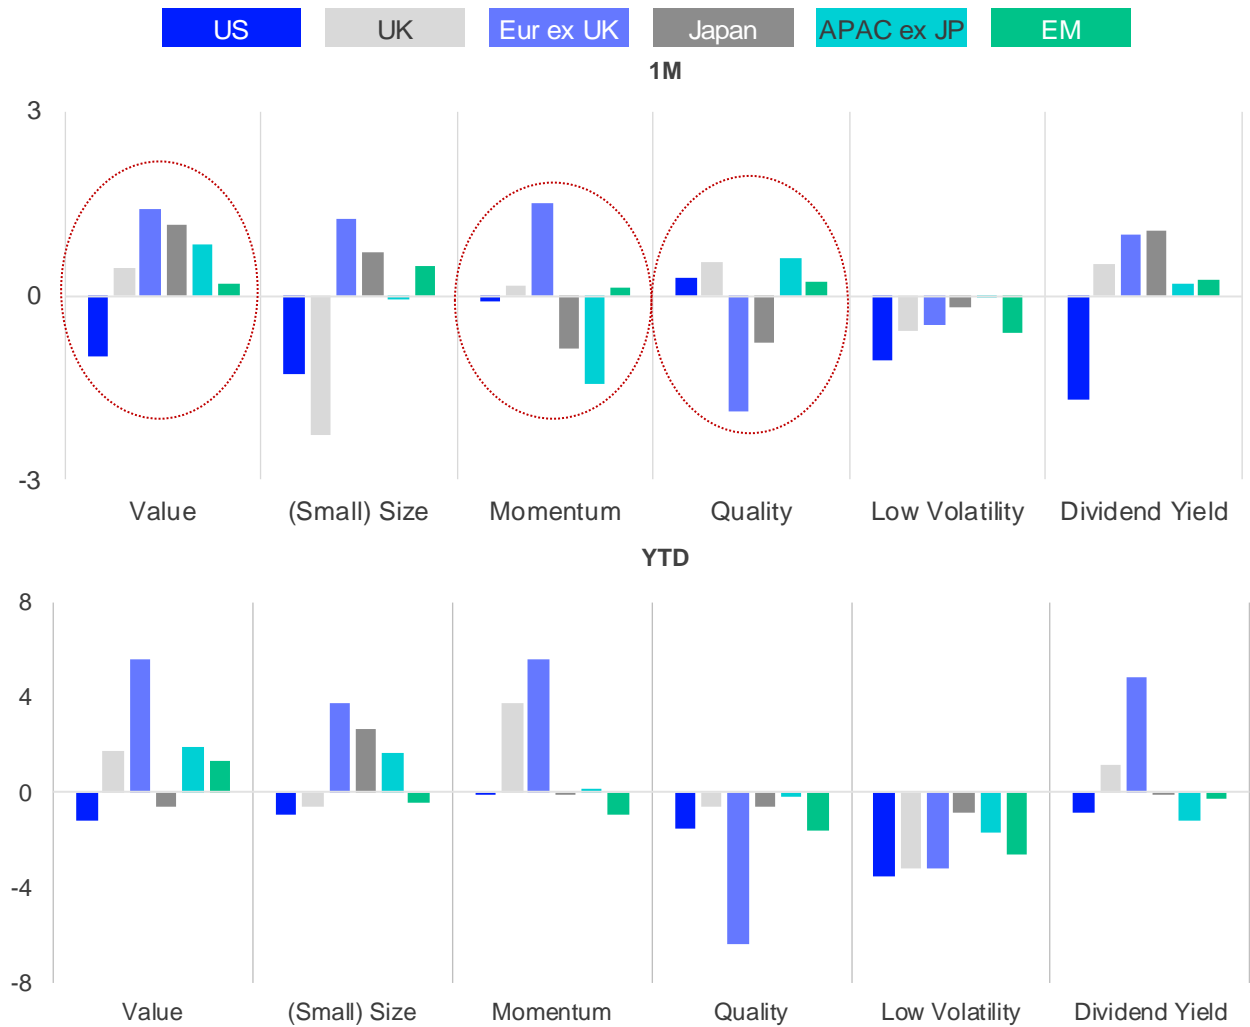 US UK Eur ex UK Japan APAC ex JP EM
1M
3
0
-3
Value (Small) Size Momentum Quality Low Volatility Dividend Yield
YTD
8
4
0
-4
-8
Value (Small) Size Momentum Quality Low Volatility Dividend Yield